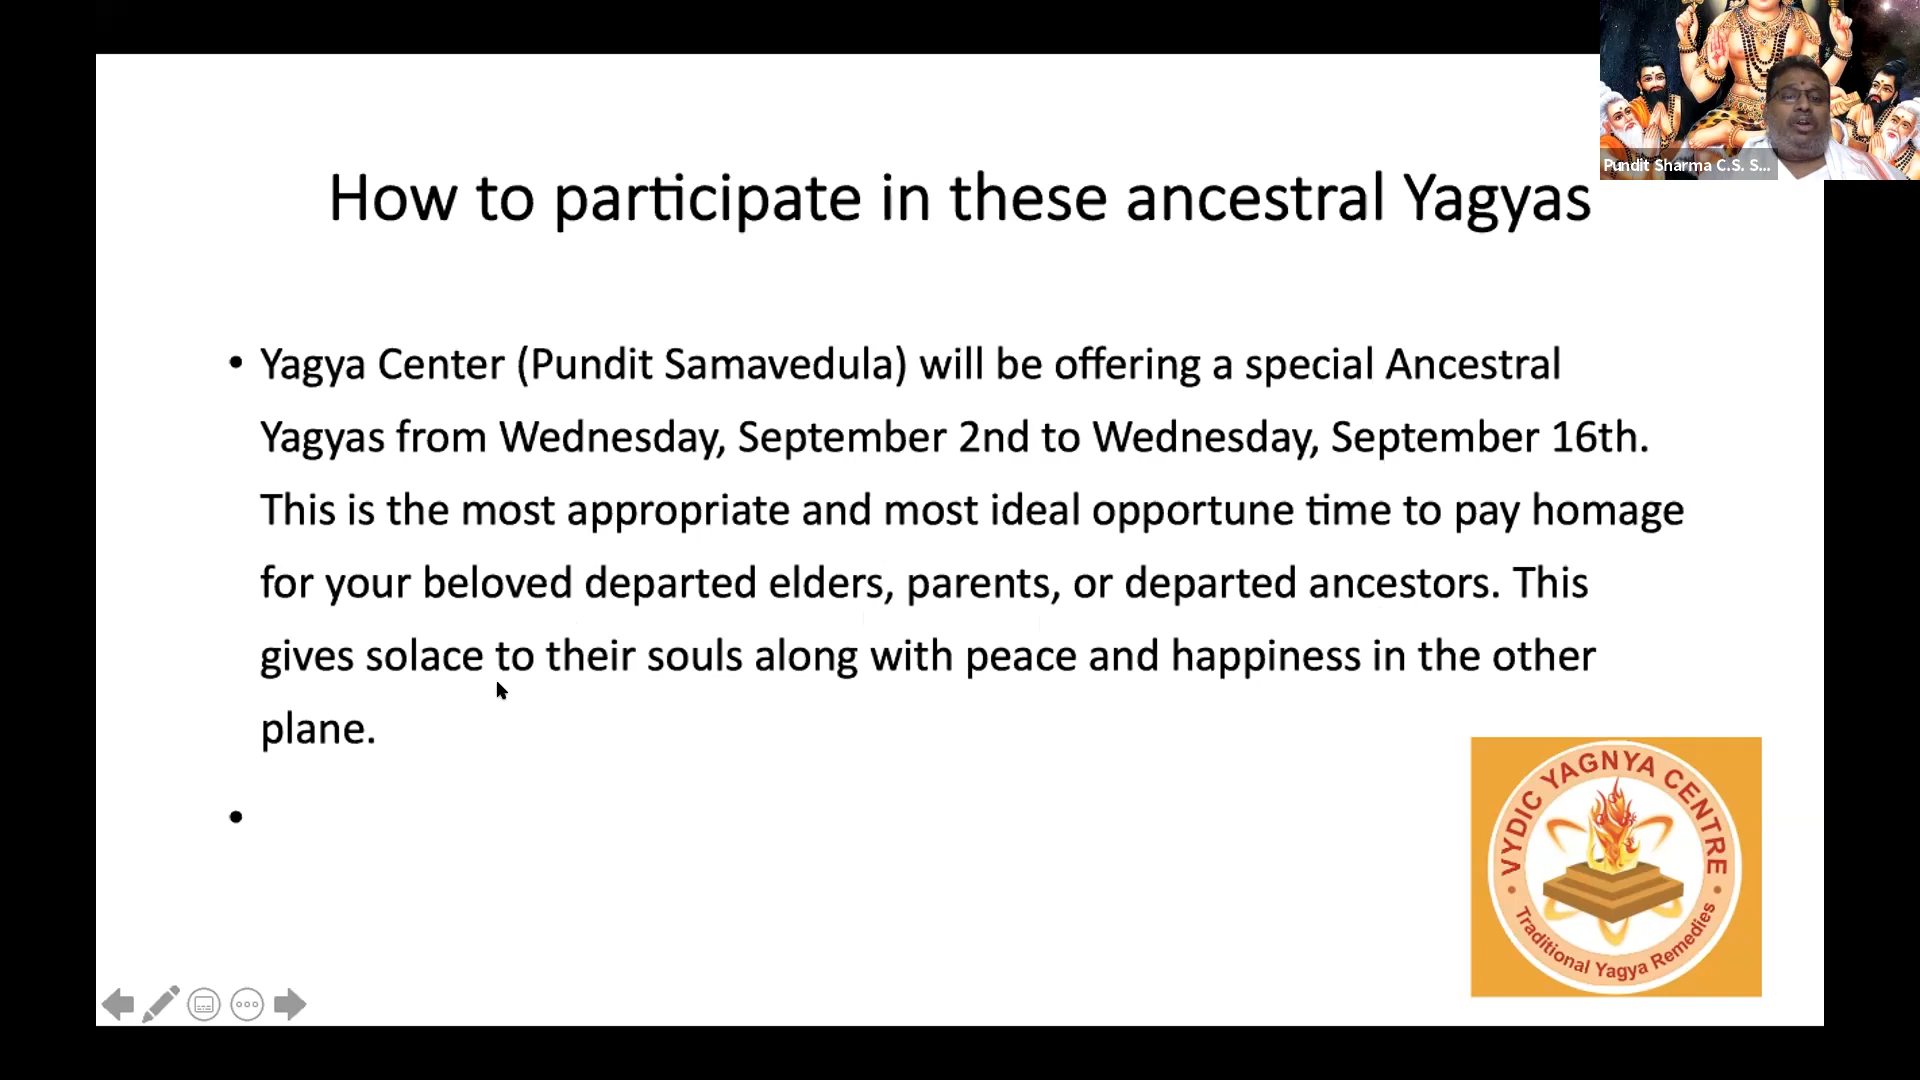 How to participate in these ancestral Yagyas
Pundit Sharma C.S. S...
• Yagya Center (Pundit Samavedula) will be offering a special Ancestral
Yagyas from Wednesday, September 2nd to Wednesday, September 16th.
This is the most appropriate and most ideal opportune time to pay homage
for your beloved departed elders, parents, or departed ancestors. This
gives solace to their souls along with peace and happiness in the other
plane.
•
VYDIC YAGNYA CENTRE
Traditional Yagya Remedies